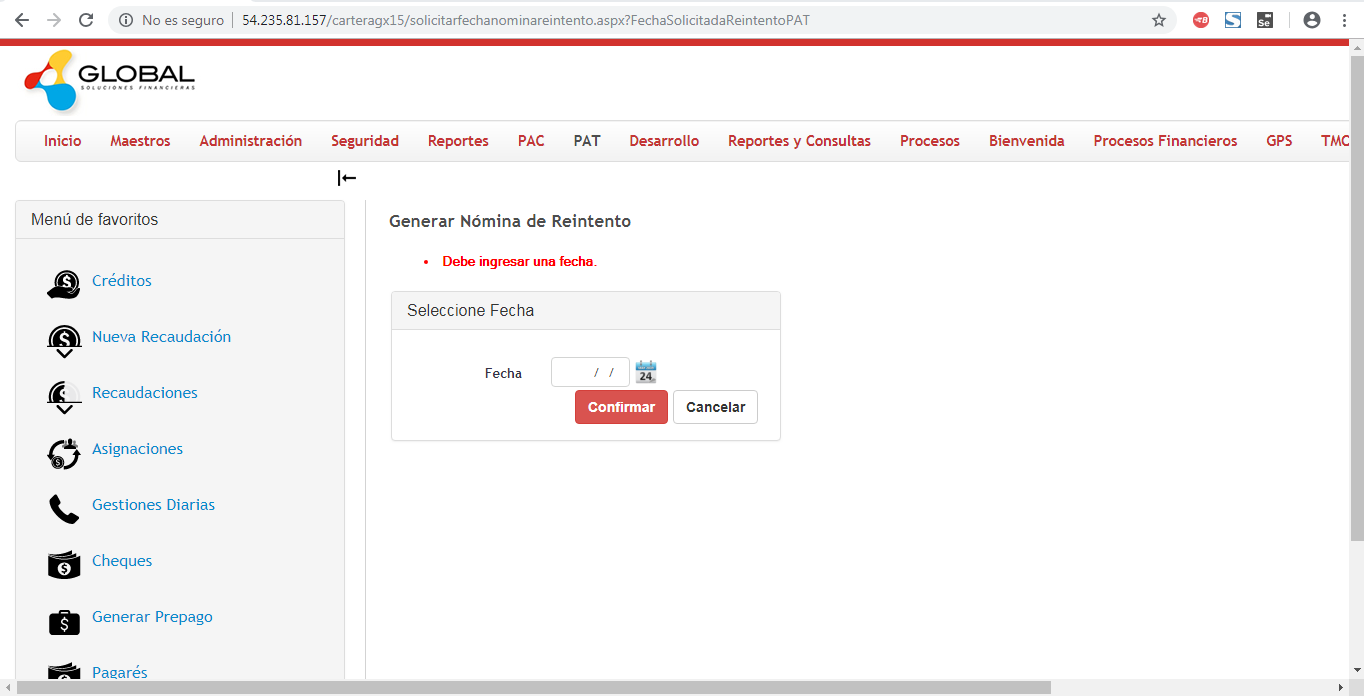 No es seguro
54.235.81.157/carteragx15/solicitarfechanominareintento.aspx?FechaSolicitadaReintentoPAT
GLOBAL
SOLUCIONES FINANCIERAS
Inicio Maestros Administración Seguridad Reportes PAC PAT Desarrollo Reportes y Consultas Procesos Bienvenida Procesos Financieros GPS TMO
Menú de favoritos
Créditos
Nueva Recaudación
Recaudaciones
Asignaciones
Gestiones Diarias
Cheques
Generar Prepago
Pagarés
Generar Nómina de Reintento
Debe ingresar una fecha.
Seleccione Fecha
Fecha / / 24
Confirmar Cancelar